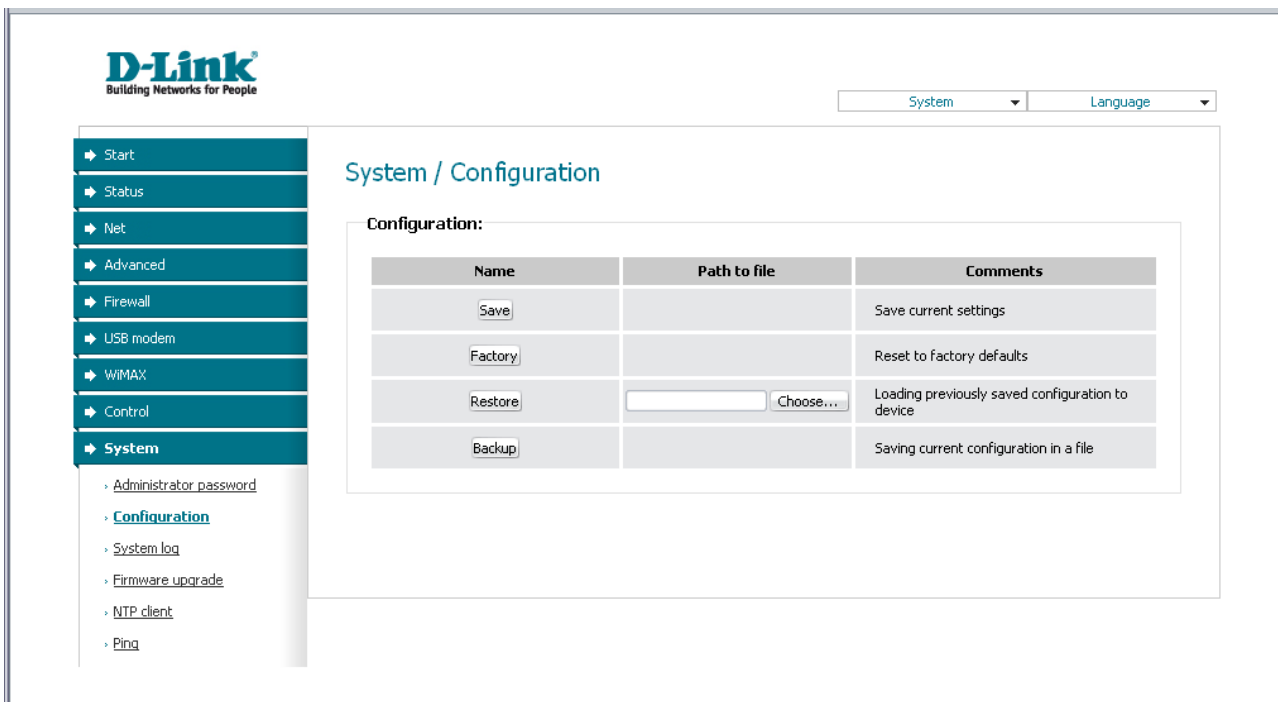 D-Link
Building Networks for People
System
Language
Start
Status
Net
Advanced
Firewall
USB modem
WiMAX
Control
System
Administrator password
Configuration
System log
Firmware upgrade
NTP client
Ping
System / Configuration
Configuration:
Name Path to file Comments
Save Save current settings
Factory Reset to factory defaults
Restore Choose... Loading previously saved configuration to
device
Backup Saving current configuration in a file